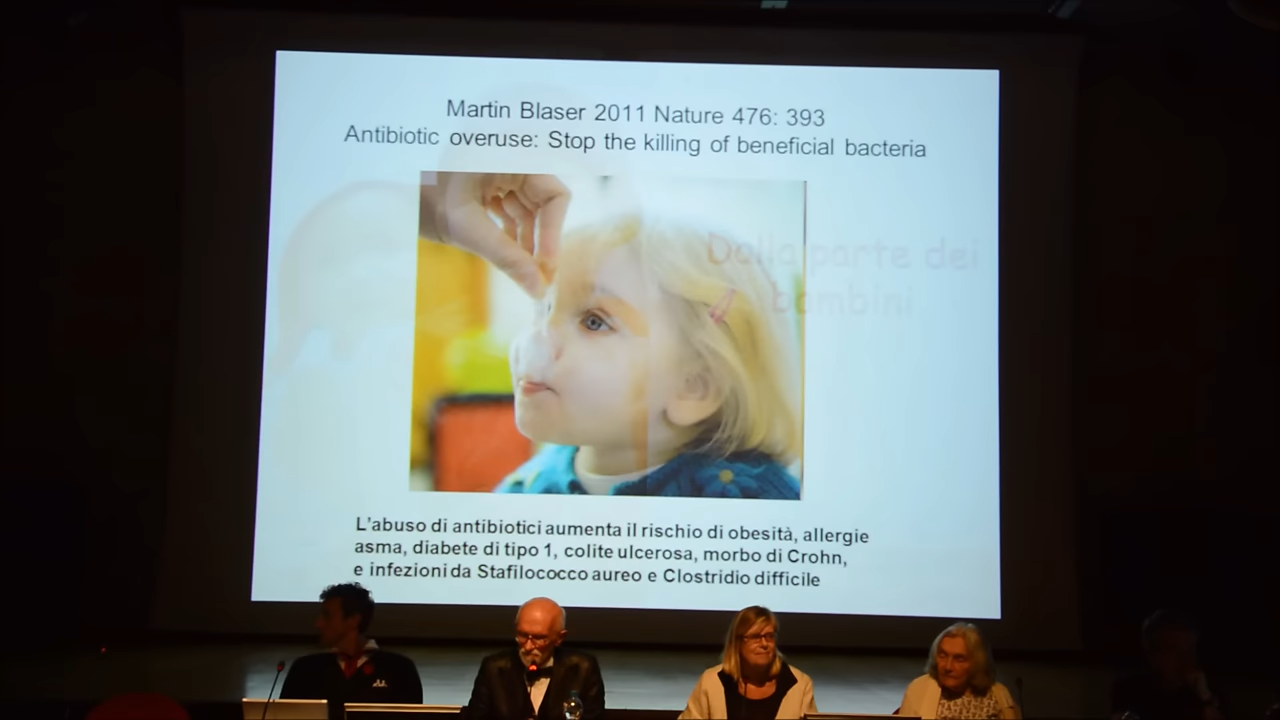 Martin Blaser 2011 Nature 476: 393
Antibiotic overuse: Stop the killing of beneficial bacteria
Dalla parte dei
bambini
L'abuso di antibiotici aumenta il rischio di obesità, allergie
asma, diabete di tipo 1, colite ulcerosa, morbo di Crohn,
e infezioni da Stafilococco aureo e Clostridio difficile